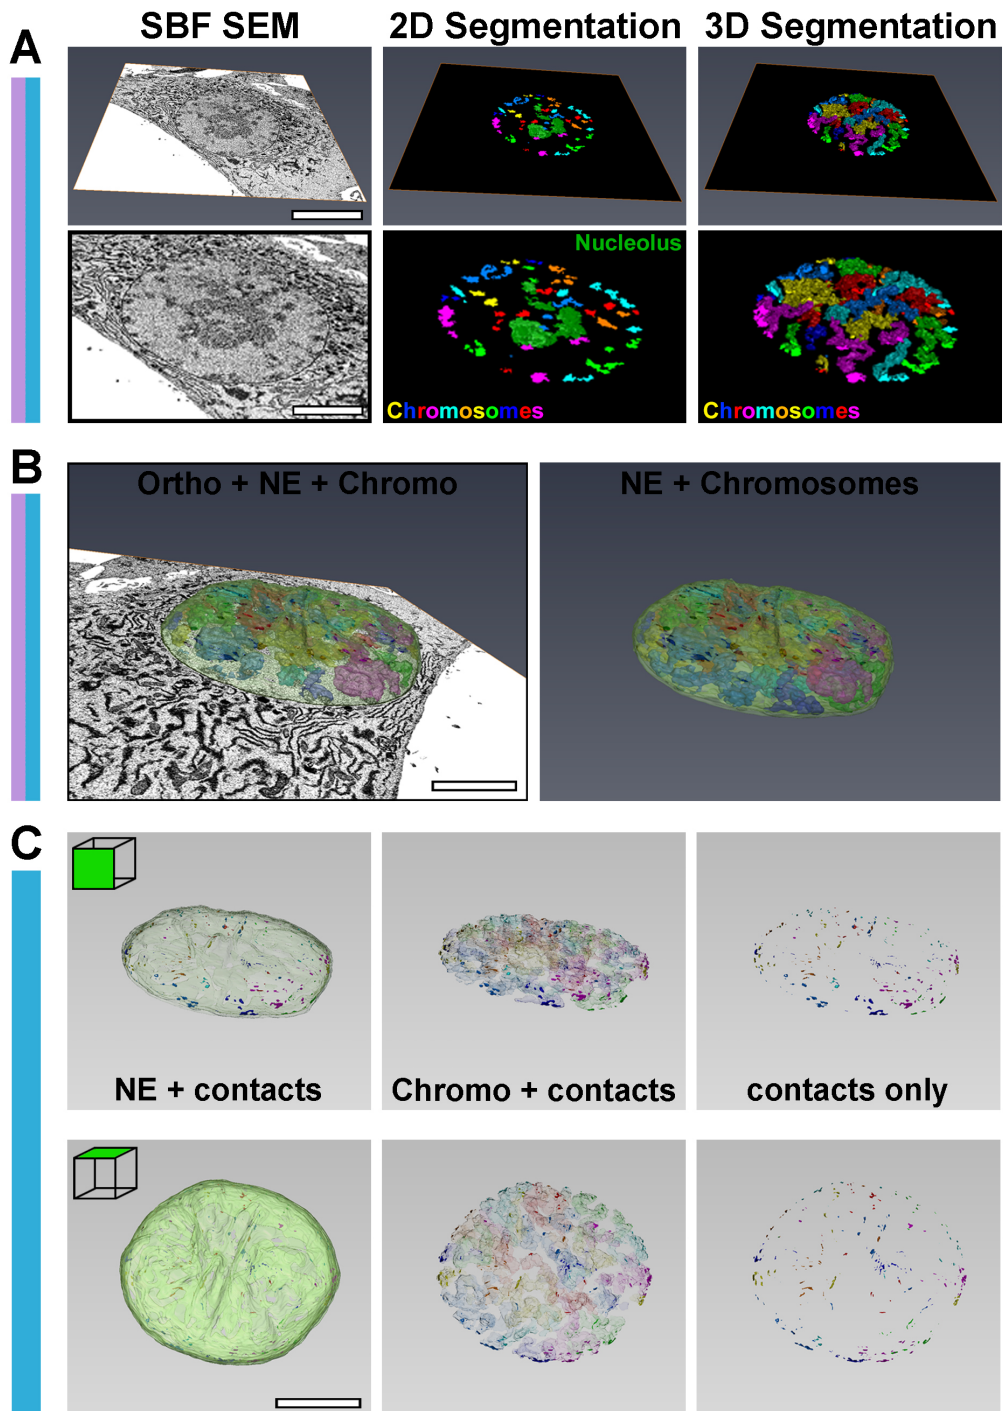 A
SBF SEM
2D Segmentation
3D Segmentation
Nucleolus
Chromosomes
Chromosomes
B
Ortho + NE + Chromo
NE + Chromosomes
C
NE + contacts
Chromo + contacts
contacts only